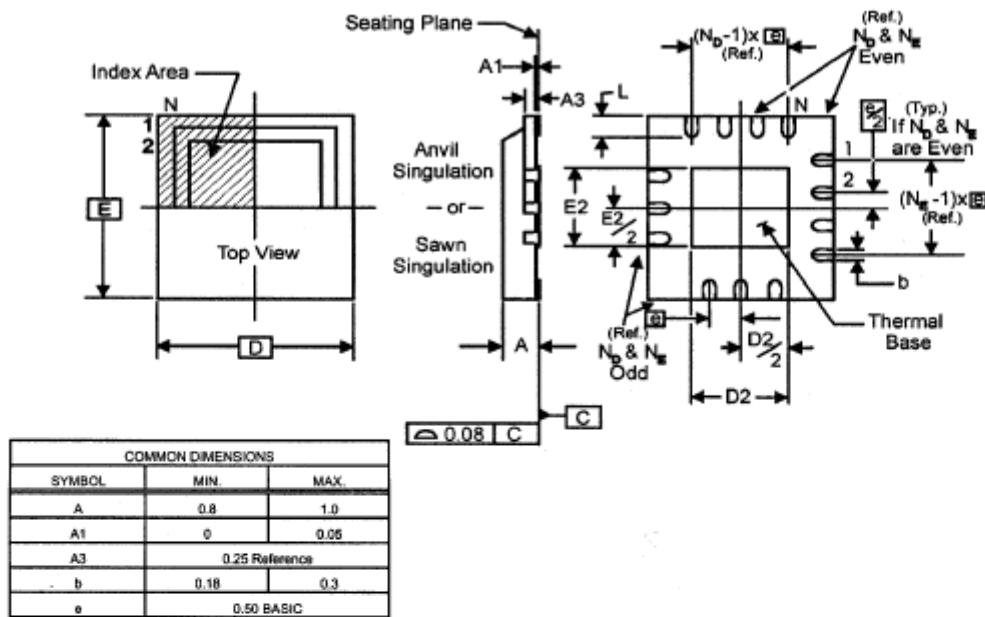 Seating Plane
Index Area
N
1
2
E
Top View
D
A1
A3
Anvil
Singulation
– or –
Sawn
Singulation
A
0.08 C
C
(N_D-1)x e
(Ref.)
(Ref.)
N_D & N_E
Even
L
N
e/2
(Typ.)
If N_D & N_E
are Even
1
2
(N_E -1)x e
(Ref.)
E2
E2/2
b
e
(Ref.)
N_D & N_E
Odd
D2/2
D2
Thermal
Base
COMMON DIMENSIONS
SYMBOL MIN. MAX.
A 0.8 1.0
A1 0 0.05
A3 0.25 Reference
b 0.18 0.3
e 0.50 BASIC